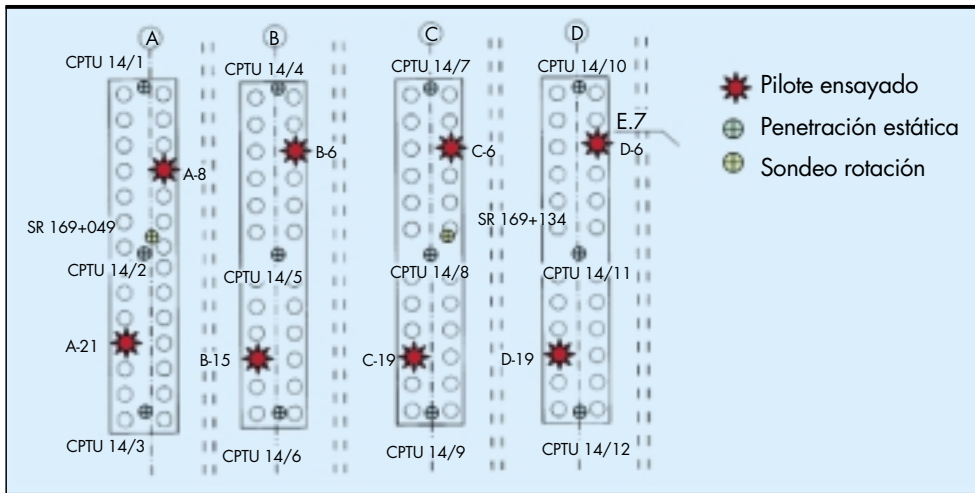 A
B
C
D
CPTU 14/1
CPTU 14/4
CPTU 14/7
CPTU 14/10
Pilote ensayado
E.7
Penetración estática
B-6
C-6
D-6
Sondeo rotación
A-8
SR 169+049
SR 169+134
CPTU 14/2
CPTU 14/5
CPTU 14/8
CPTU 14/11
A-21
B-15
C-19
D-19
CPTU 14/3
CPTU 14/6
CPTU 14/9
CPTU 14/12